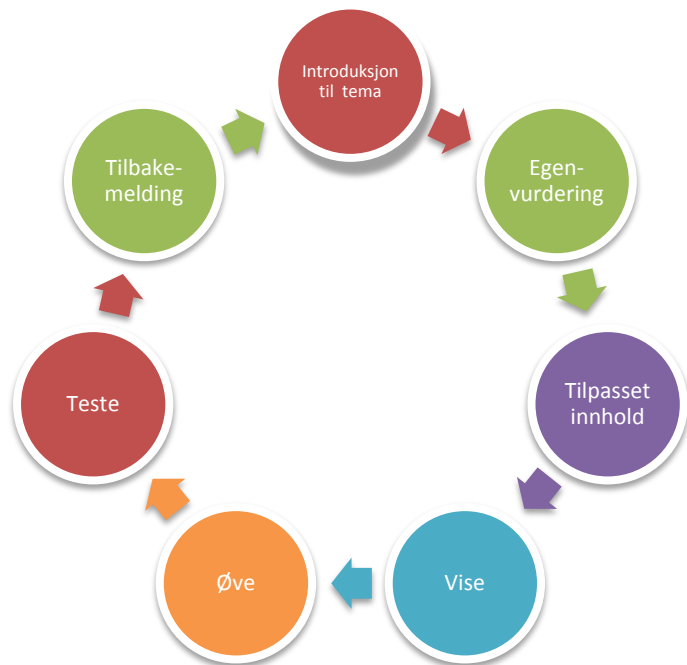 Introduksjon
til tema
Egen-
vurdering
Tilpasset
innhold
Vise
Øve
Teste
Tilbake-
melding